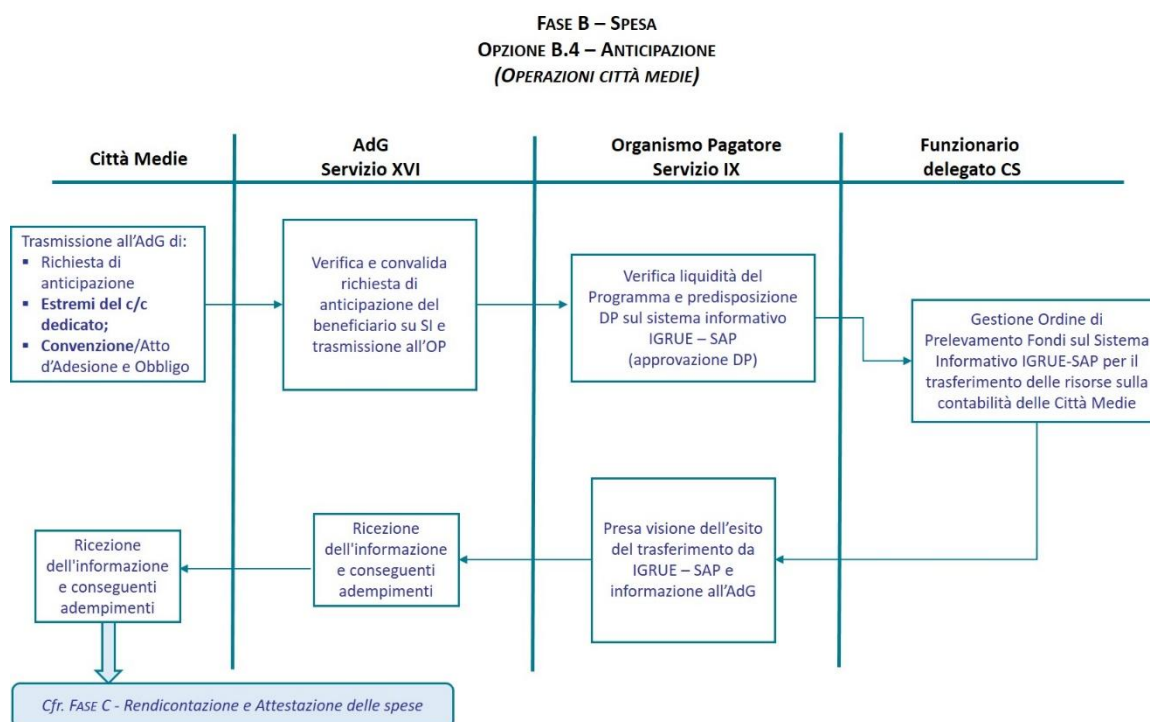 FASE B – SPESA
OPZIONE B.4 – ANTICIPAZIONE
(OPERAZIONI CITTÀ MEDIE)
Città Medie
AdG
Servizio XVI
Organismo Pagatore
Servizio IX
Funzionario
delegato CS
Trasmissione all'AdG di:
▪ Richiesta di
anticipazione
▪ Estremi del c/c
dedicato;
▪ Convenzione/Atto
d'Adesione e Obbligo
Verifica e convalida
richiesta di
anticipazione del
beneficiario su SI e
trasmissione all'OP
Verifica liquidità del
Programma e predisposizione
DP sul sistema informativo
IGRUE – SAP
(approvazione DP)
Gestione Ordine di
Prelevamento Fondi sul Sistema
Informativo IGRUE-SAP per il
trasferimento delle risorse sulla
contabilità delle Città Medie
Presa visione dell'esito
del trasferimento da
IGRUE – SAP e
informazione all'AdG
Ricezione
dell'informazione
e conseguenti
adempimenti
Ricezione
dell'informazione
e conseguenti
adempimenti
Cfr. FASE C - Rendicontazione e Attestazione delle spese